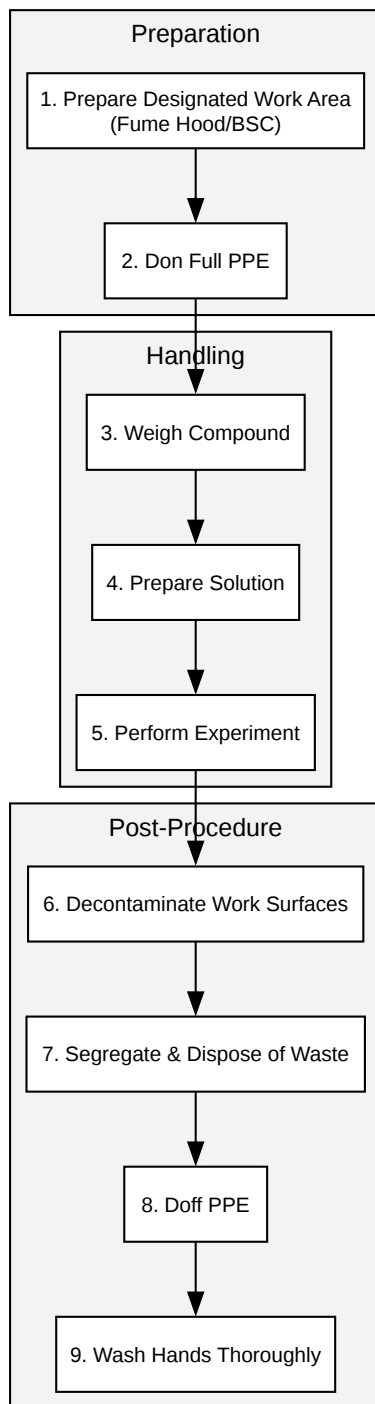 Preparation
1. Prepare Designated Work Area
(Fume Hood/BSC)
2. Don Full PPE
Handling
3. Weigh Compound
4. Prepare Solution
5. Perform Experiment
Post-Procedure
6. Decontaminate Work Surfaces
7. Segregate & Dispose of Waste
8. Doff PPE
9. Wash Hands Thoroughly